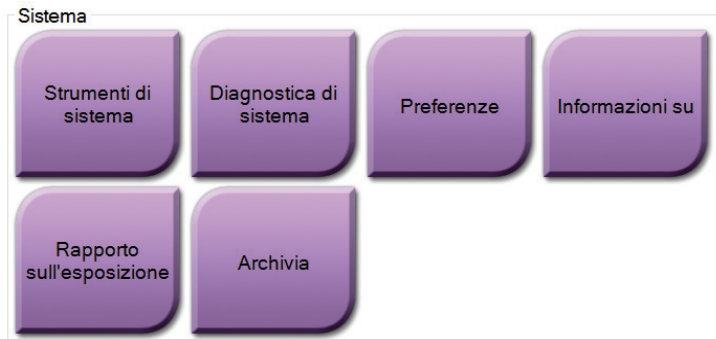 Sistema
Strumenti di
sistema
Diagnostica di
sistema
Preferenze
Informazioni su
Rapporto
sull'esposizione
Archivia